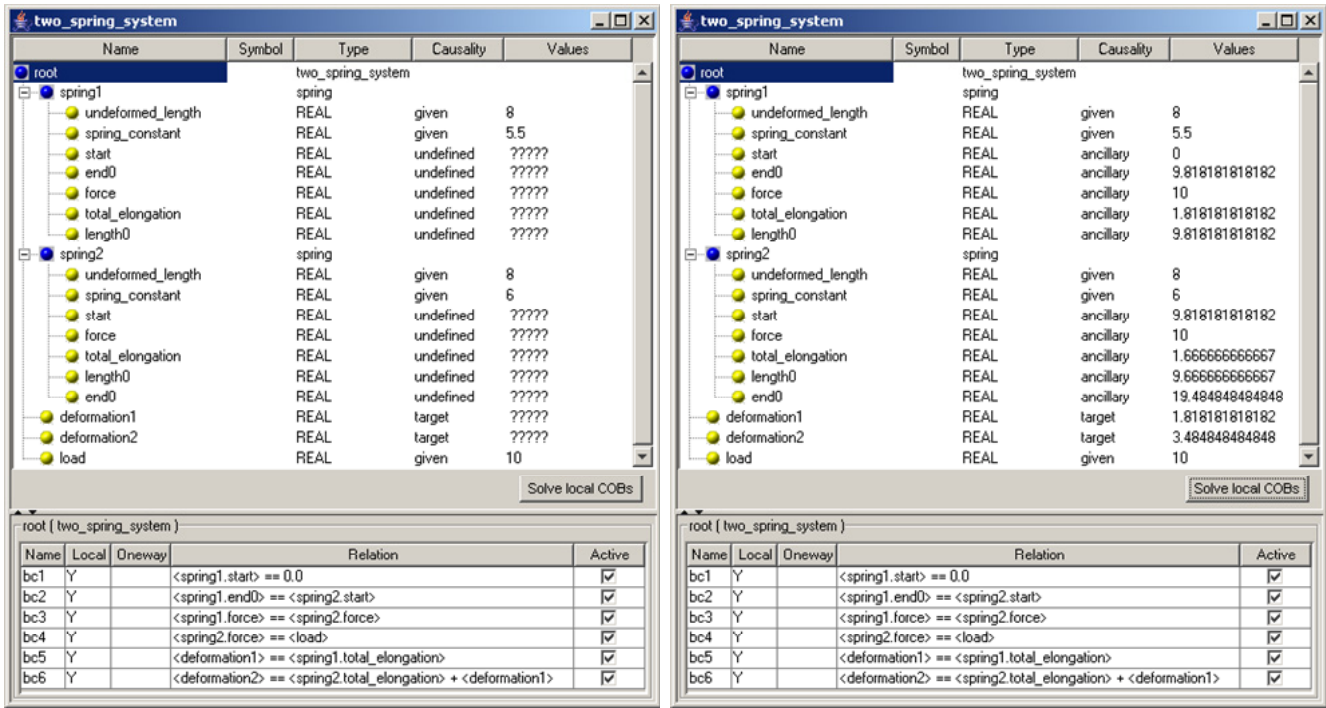 two_spring_system
Name Symbol Type Causality Values
root two_spring_system
spring1 spring
undeformed_length REAL given 8
spring_constant REAL given 5.5
start REAL undefined ?????
end0 REAL undefined ?????
force REAL undefined ?????
total_elongation REAL undefined ?????
length0 REAL undefined ?????
spring2 spring
undeformed_length REAL given 8
spring_constant REAL given 6
start REAL undefined ?????
force REAL undefined ?????
total_elongation REAL undefined ?????
length0 REAL undefined ?????
end0 REAL undefined ?????
deformation1 REAL target ?????
deformation2 REAL target ?????
load REAL given 10
Solve local COBs
root ( two_spring_system )
Name Local Oneway Relation Active
bc1 Y <spring1.start> == 0.0
bc2 Y <spring1.end0> == <spring2.start>
bc3 Y <spring1.force> == <spring2.force>
bc4 Y <spring2.force> == <load>
bc5 Y <deformation1> == <spring1.total_elongation>
bc6 Y <deformation2> == <spring2.total_elongation> + <deformation1>
two_spring_system
Name Symbol Type Causality Values
root two_spring_system
spring1 spring
undeformed_length REAL given 8
spring_constant REAL given 5.5
start REAL ancillary 0
end0 REAL ancillary 9.818181818182
force REAL ancillary 10
total_elongation REAL ancillary 1.818181818182
length0 REAL ancillary 9.818181818182
spring2 spring
undeformed_length REAL given 8
spring_constant REAL given 6
start REAL ancillary 9.818181818182
force REAL ancillary 10
total_elongation REAL ancillary 1.666666666667
length0 REAL ancillary 9.666666666667
end0 REAL ancillary 19.484848484848
deformation1 REAL target 1.818181818182
deformation2 REAL target 3.484848484848
load REAL given 10
Solve local COBs
root ( two_spring_system )
Name Local Oneway Relation Active
bc1 Y <spring1.start> == 0.0
bc2 Y <spring1.end0> == <spring2.start>
bc3 Y <spring1.force> == <spring2.force>
bc4 Y <spring2.force> == <load>
bc5 Y <deformation1> == <spring1.total_elongation>
bc6 Y <deformation2> == <spring2.total_elongation> + <deformation1>